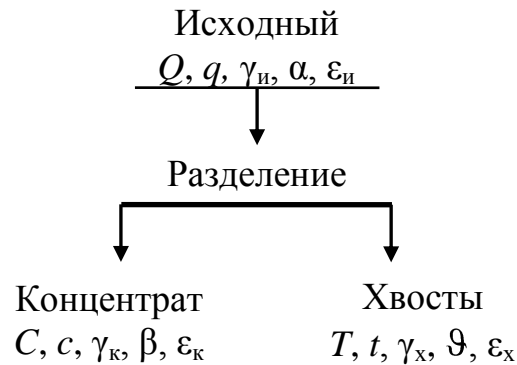 Исходный
Q, q, γи, α, εи
Разделение
Концентрат
C, c, γк, β, εк
Хвосты
T, t, γх, ϑ, εх